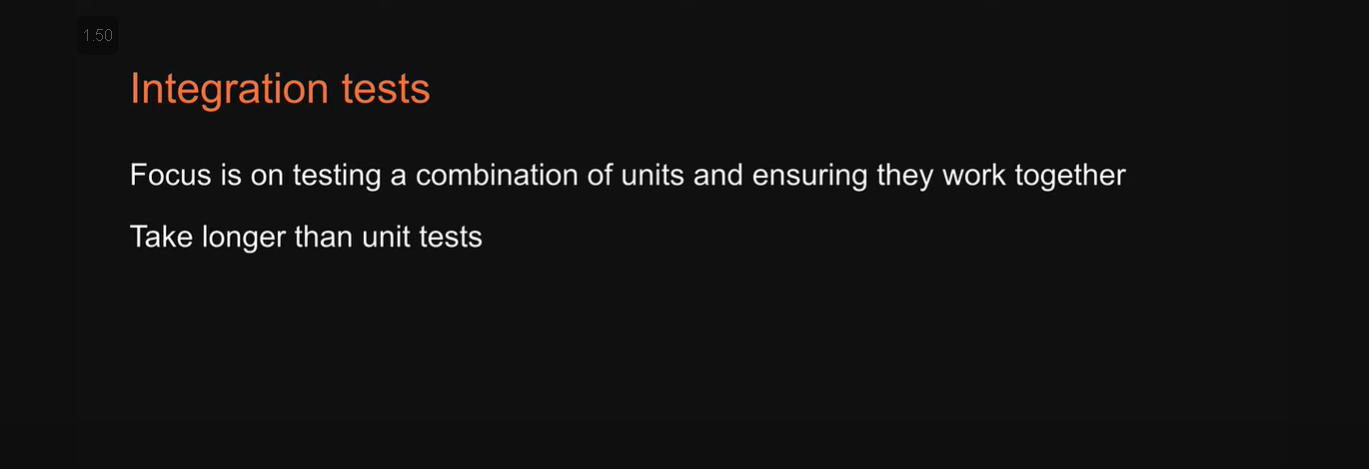 1.50
Integration tests
Focus is on testing a combination of units and ensuring they work together
Take longer than unit tests